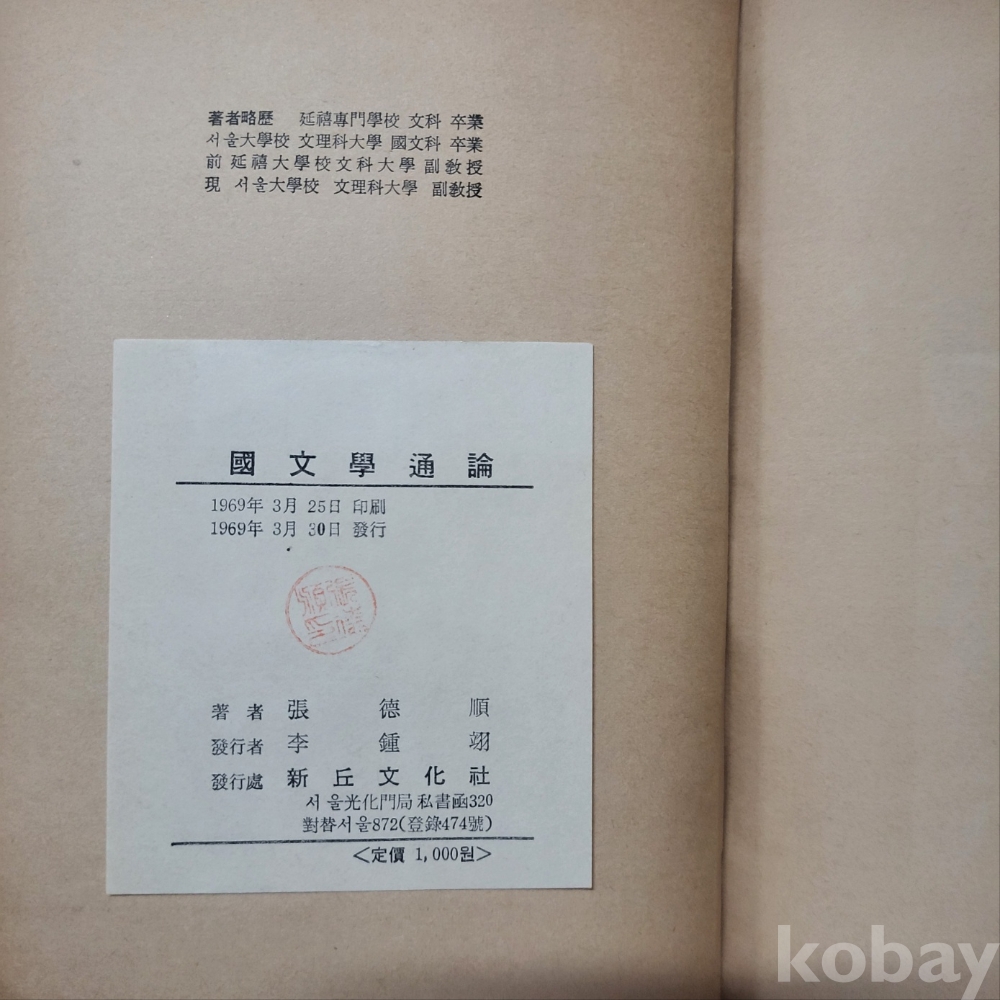 著者略歷 延禧專門學校 文科 卒業
서울大學校 文理科大學 國文科 卒業
前 延禧大學校文科大學 副敎授
現 서울大學校 文理科大學 副敎授
國文學通論
1969年 3月 25日 印刷
1969年 3月 30日 發行
著者 張德順
發行者 李鍾翊
發行處 新丘文化社
서울光化門局 私書函320
對替서울872(登錄474號)
<定價 1,000원>
kobay